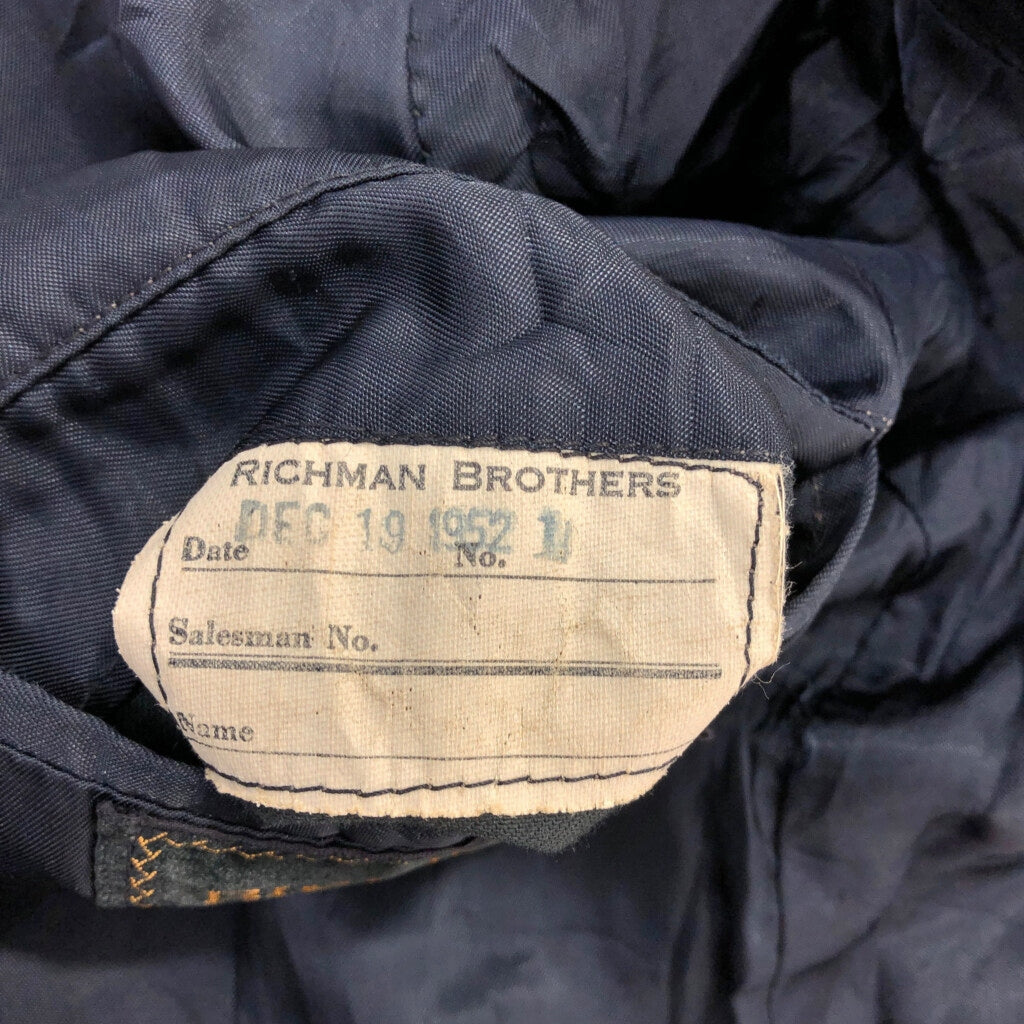 RICHMAN BROTHERS
DEC 19 1952
Date No.
Salesman No.
Name